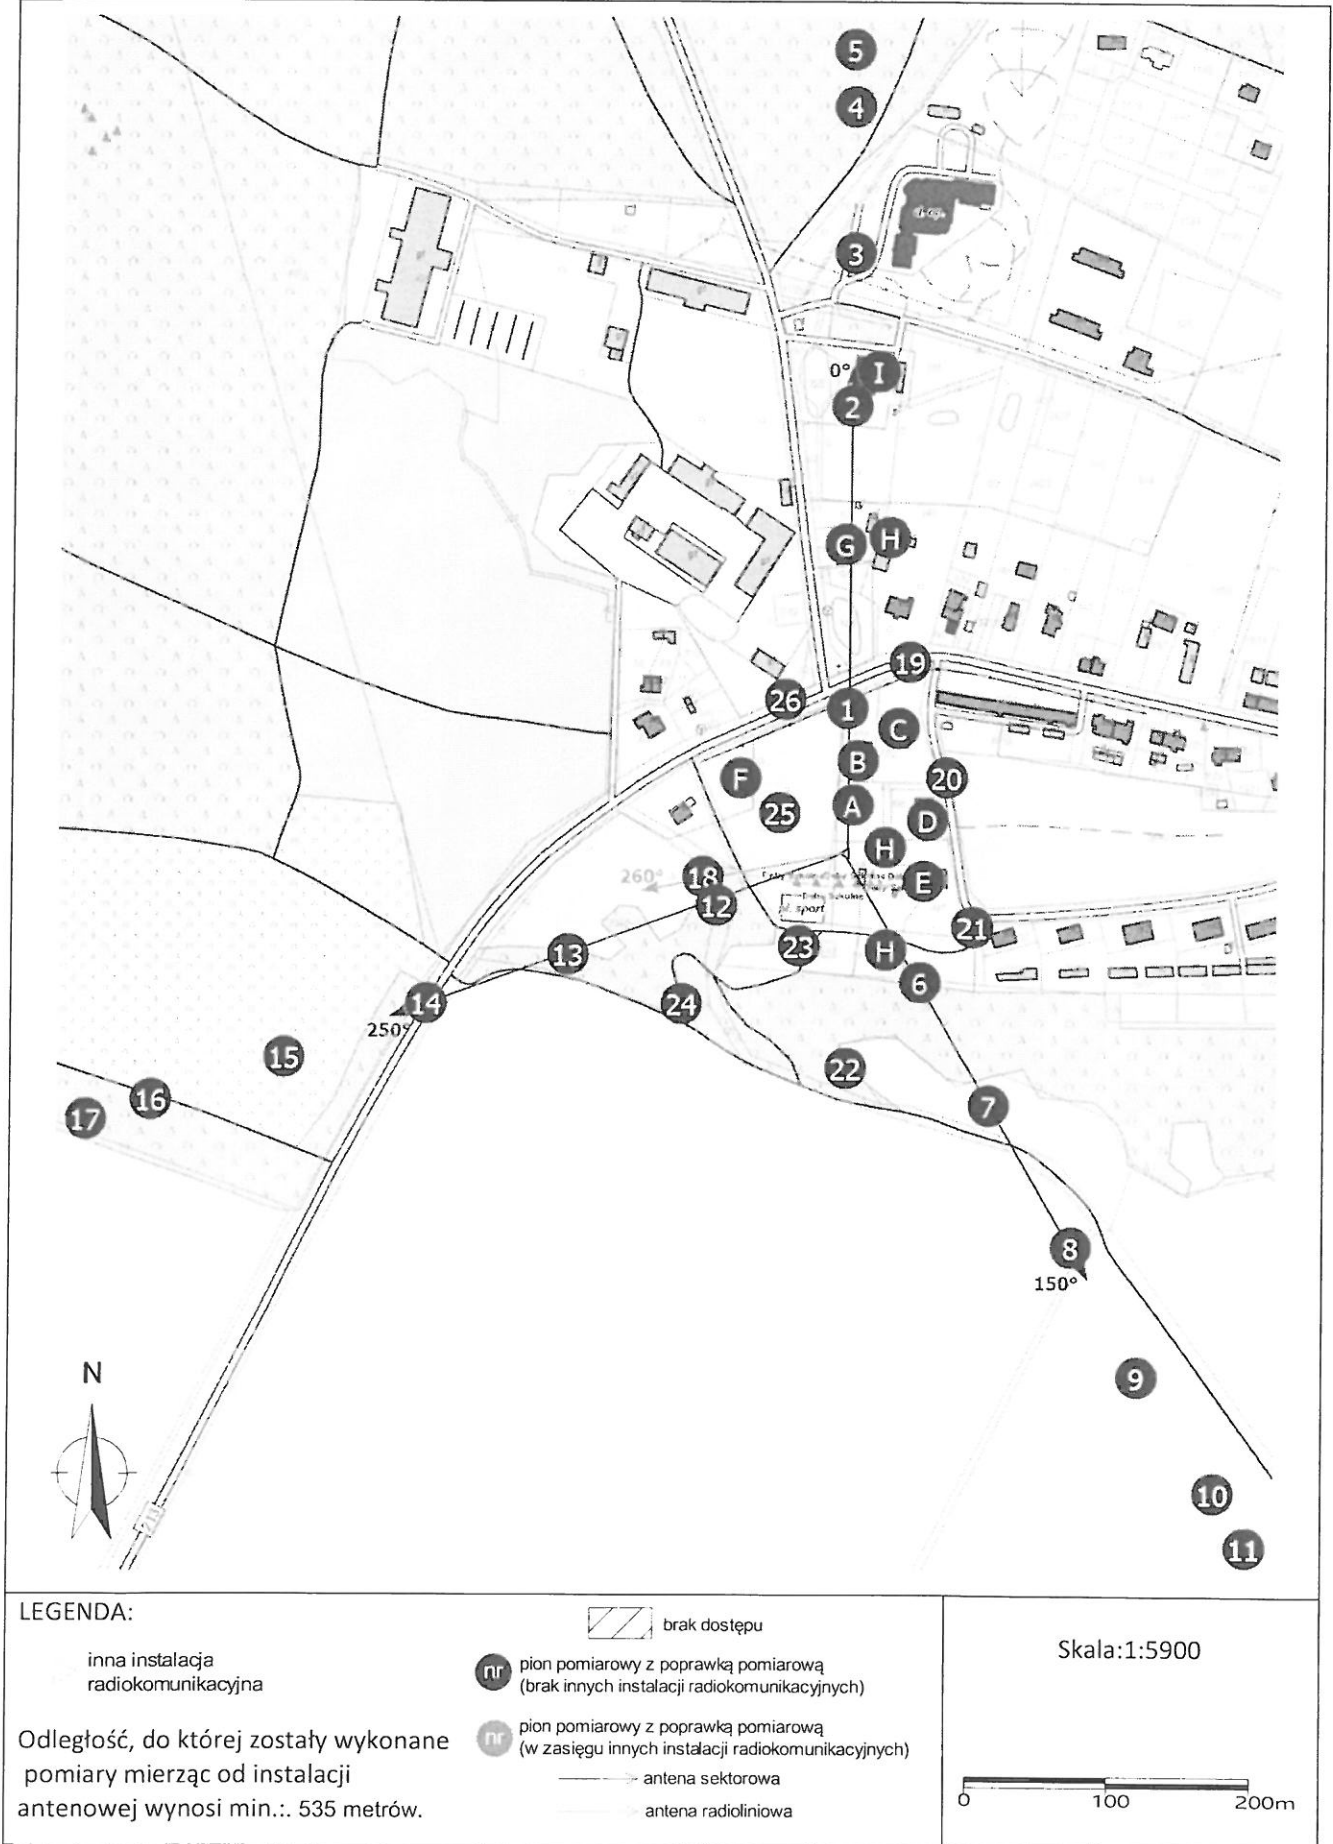 5
4
3
0°
I
2
G
H
19
26
1
C
B
F
20
A
25
D
H
260°
18
E
12
sport
21
23
H
13
6
14
24
250°
15
22
16
7
17
8
150°
N
9
10
213
11
LEGENDA:
inna instalacja
radiokomunikacyjna
Odległość, do której zostały wykonane
pomiary mierząc od instalacji
antenowej wynosi min.:. 535 metrów.
brak dostępu
nr pion pomiarowy z poprawką pomiarową
(brak innych instalacji radiokomunikacyjnych)
nr pion pomiarowy z poprawką pomiarową
(w zasięgu innych instalacji radiokomunikacyjnych)
antena sektorowa
antena radioliniowa
Skala:1:5900
0 100 200m